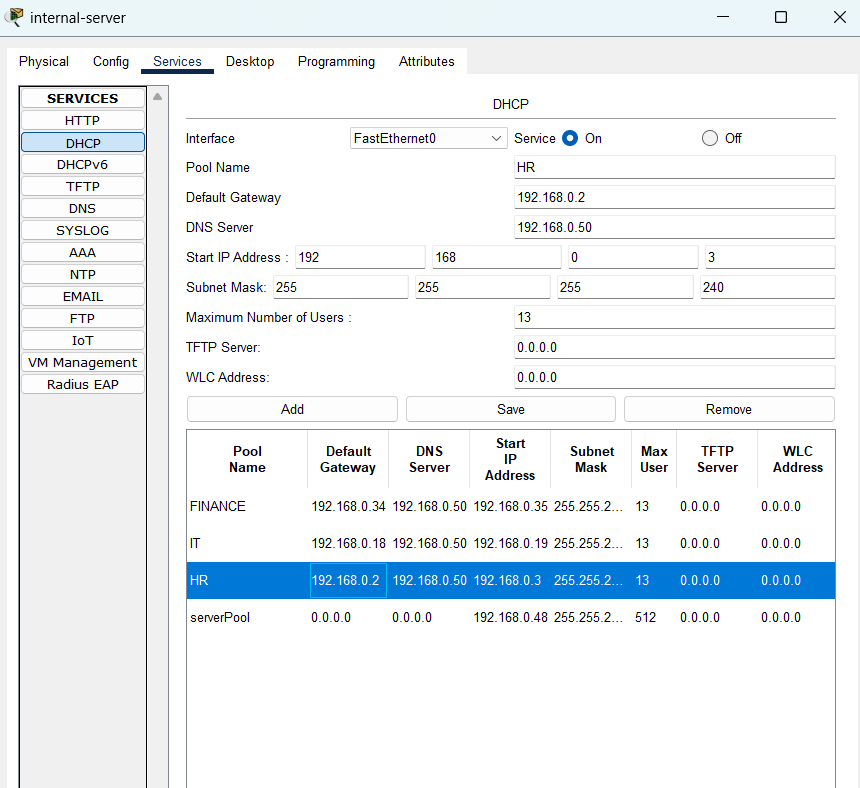 internal-server
Physical Config Services Desktop Programming Attributes
SERVICES
HTTP
DHCP
DHCPv6
TFTP
DNS
SYSLOG
AAA
NTP
EMAIL
FTP
IoT
VM Management
Radius EAP
DHCP
Interface FastEthernet0 Service On Off
Pool Name HR
Default Gateway 192.168.0.2
DNS Server 192.168.0.50
Start IP Address : 192 168 0 3
Subnet Mask: 255 255 255 240
Maximum Number of Users : 13
TFTP Server: 0.0.0.0
WLC Address: 0.0.0.0
Add Save Remove
Pool Name Default Gateway DNS Server Start IP Address Subnet Mask Max User TFTP Server WLC Address
FINANCE 192.168.0.34 192.168.0.50 192.168.0.35 255.255.2... 13 0.0.0.0 0.0.0.0
IT 192.168.0.18 192.168.0.50 192.168.0.19 255.255.2... 13 0.0.0.0 0.0.0.0
HR 192.168.0.2 192.168.0.50 192.168.0.3 255.255.2... 13 0.0.0.0 0.0.0.0
serverPool 0.0.0.0 0.0.0.0 192.168.0.48 255.255.2... 512 0.0.0.0 0.0.0.0